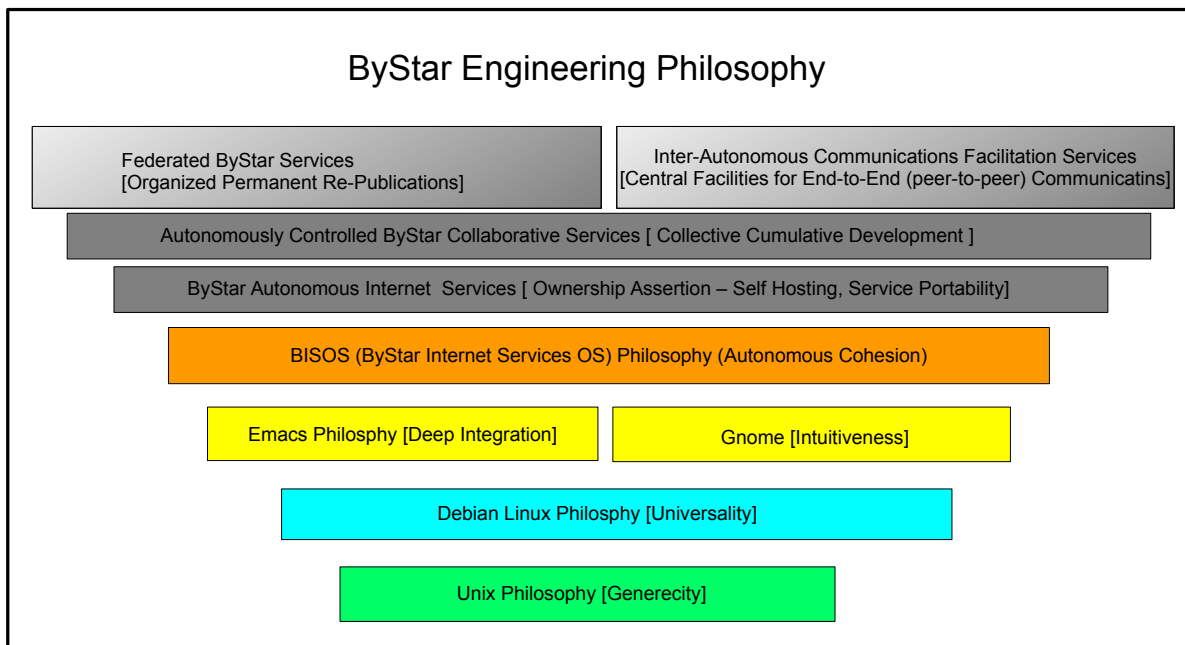 ByStar Engineering Philosophy
Federated ByStar Services
[Organized Permanent Re-Publications]
Inter-Autonomous Communications Facilitation Services
[Central Facilities for End-to-End (peer-to-peer) Communicatins]
Autonomously Controlled ByStar Collaborative Services [ Collective Cumulative Development ]
ByStar Autonomous Internet Services [ Ownership Assertion – Self Hosting, Service Portability]
BISOS (ByStar Internet Services OS) Philosophy (Autonomous Cohesion)
Emacs Philosphy [Deep Integration]
Gnome [Intuitiveness]
Debian Linux Philosphy [Universality]
Unix Philosophy [Generecity]